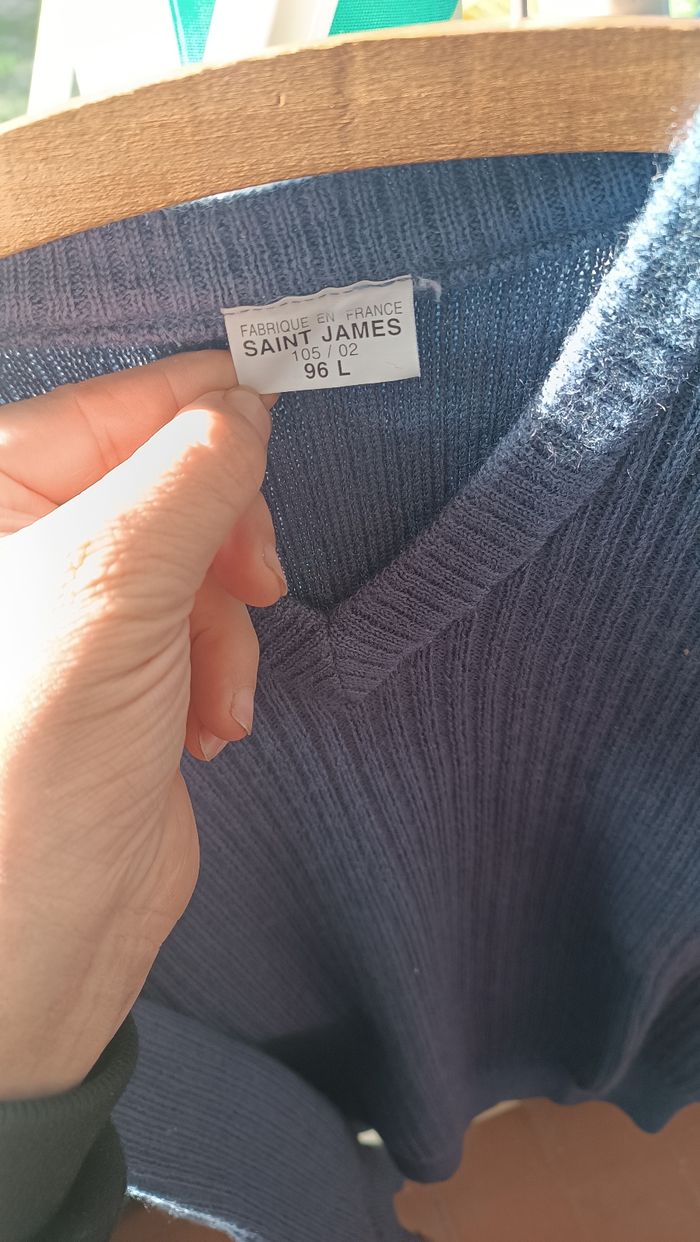 FABRIQUE EN FRANCE
SAINT JAMES
105 / 02
96 L